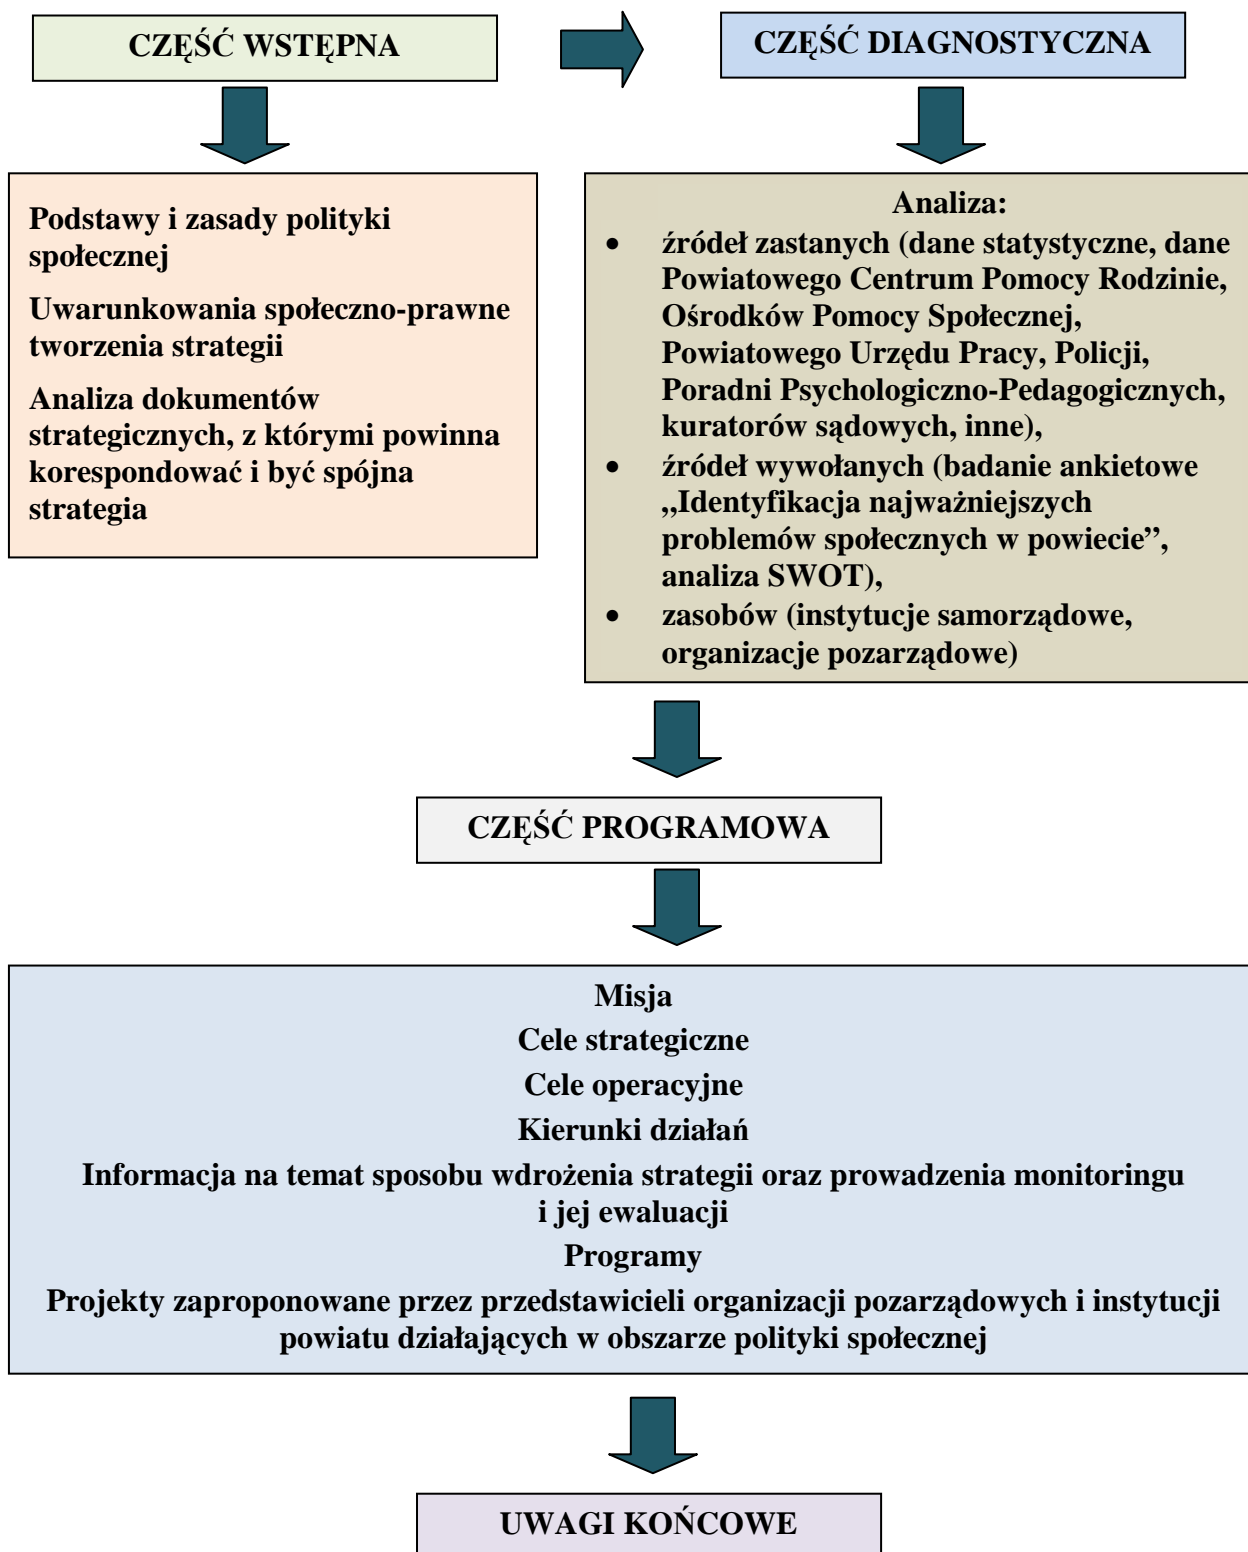 CZĘŚĆ WSTĘPNA
CZĘŚĆ DIAGNOSTYCZNA
Podstawy i zasady polityki
społecznej
Uwarunkowania społeczno-prawne
tworzenia strategii
Analiza dokumentów
strategicznych, z którymi powinna
korespondować i być spójna
strategia
Analiza:
• źródeł zastanych (dane statystyczne, dane
Powiatowego Centrum Pomocy Rodzinie,
Ośrodków Pomocy Społecznej,
Powiatowego Urzędu Pracy, Policji,
Poradni Psychologiczno-Pedagogicznych,
kuratorów sądowych, inne),
• źródeł wywołanych (badanie ankietowe
„Identyfikacja najważniejszych
problemów społecznych w powiecie”,
analiza SWOT),
• zasobów (instytucje samorządowe,
organizacje pozarządowe)
CZĘŚĆ PROGRAMOWA
Misja
Cele strategiczne
Cele operacyjne
Kierunki działań
Informacja na temat sposobu wdrożenia strategii oraz prowadzenia monitoringu
i jej ewaluacji
Programy
Projekty zaproponowane przez przedstawicieli organizacji pozarządowych i instytucji
powiatu działających w obszarze polityki społecznej
UWAGI KOŃCOWE